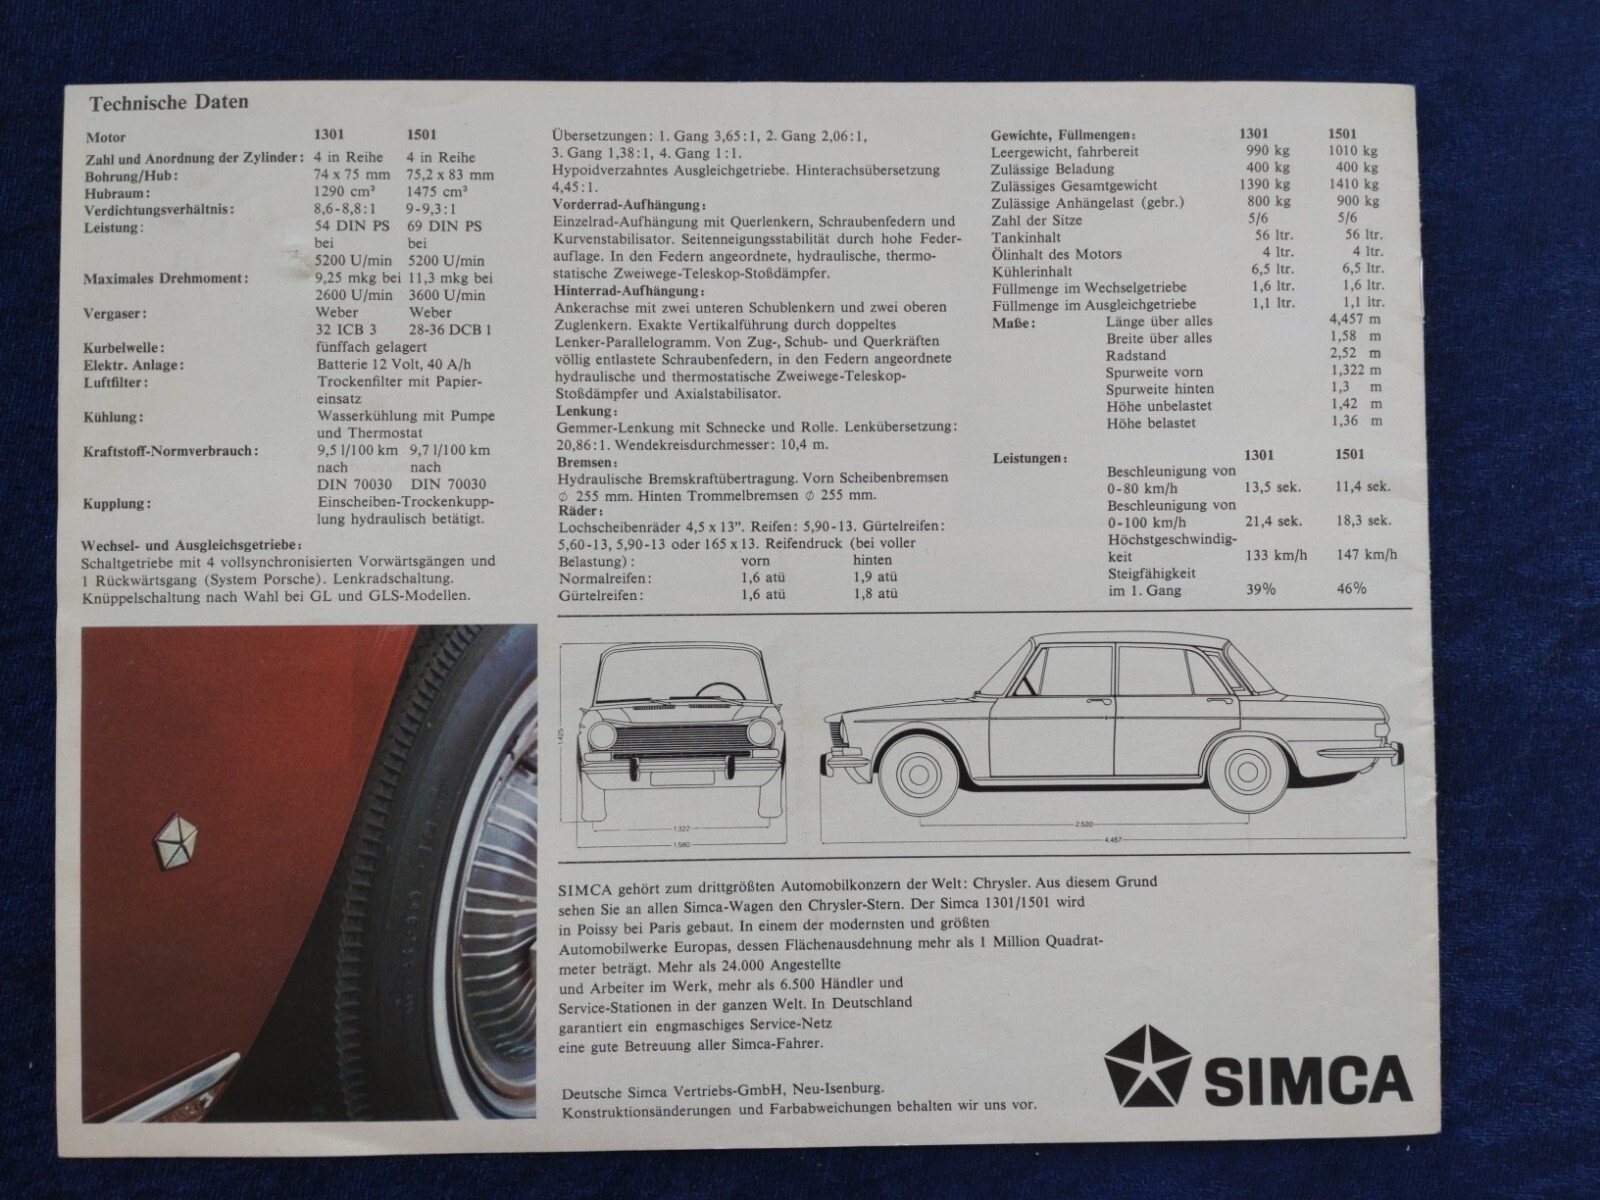 Technische Daten
Motor 1301 1501
Zahl und Anordnung der Zylinder: 4 in Reihe 4 in Reihe
Bohrung/Hub: 74 x 75 mm 75,2 x 83 mm
Hubraum: 1290 cm³ 1475 cm³
Verdichtungsverhältnis: 8,6-8,8:1 9-9,3:1
Leistung: 54 DIN PS 69 DIN PS
bei bei
5200 U/min 5200 U/min
Maximales Drehmoment: 9,25 mkg bei 11,3 mkg bei
2600 U/min 3600 U/min
Vergaser: Weber Weber
32 ICB 3 28-36 DCB 1
Kurbelwelle: fünffach gelagert
Elektr. Anlage: Batterie 12 Volt, 40 A/h
Luftfilter: Trockenfilter mit Papier-
einsatz
Kühlung: Wasserkühlung mit Pumpe
und Thermostat
Kraftstoff-Normverbrauch: 9,5 l/100 km 9,7 l/100 km
nach nach
DIN 70030 DIN 70030
Kupplung: Einscheiben-Trockenkupp-
lung hydraulisch betätigt.
Wechsel- und Ausgleichsgetriebe:
Schaltgetriebe mit 4 vollsynchronisierten Vorwärtsgängen und
1 Rückwärtsgang (System Porsche). Lenkradschaltung.
Knüppelschaltung nach Wahl bei GL und GLS-Modellen.
Übersetzungen: 1. Gang 3,65:1, 2. Gang 2,06:1,
3. Gang 1,38:1, 4. Gang 1:1.
Hypoidverzahntes Ausgleichgetriebe. Hinterachsübersetzung
4,45:1.
Vorderrad-Aufhängung:
Einzelrad-Aufhängung mit Querlenkern, Schraubenfedern und
Kurvenstabilisator. Seitenneigungsstabilität durch hohe Feder-
auflage. In den Federn angeordnete, hydraulische, thermo-
statische Zweiwege-Teleskop-Stoßdämpfer.
Hinterrad-Aufhängung:
Ankerachse mit zwei unteren Schublenkern und zwei oberen
Zuglenkern. Exakte Vertikalführung durch doppeltes
Lenker-Parallelogramm. Von Zug-, Schub- und Querkräften
völlig entlastete Schraubenfedern, in den Federn angeordnete
hydraulische und thermostatische Zweiwege-Teleskop-
Stoßdämpfer und Axialstabilisator.
Lenkung:
Gemmer-Lenkung mit Schnecke und Rolle. Lenkübersetzung:
20,86:1. Wendekreisdurchmesser: 10,4 m.
Bremsen:
Hydraulische Bremskraftübertragung. Vorn Scheibenbremsen
∅ 255 mm. Hinten Trommelbremsen ∅ 255 mm.
Räder:
Lochscheibenräder 4,5 x 13”. Reifen: 5,90-13. Gürtelreifen:
5,60-13, 5,90-13 oder 165 x 13. Reifendruck (bei voller
Belastung): vorn hinten
Normalreifen: 1,6 atü 1,9 atü
Gürtelreifen: 1,6 atü 1,8 atü
Gewichte, Füllmengen: 1301 1501
Leergewicht, fahrbereit 990 kg 1010 kg
Zulässige Beladung 400 kg 400 kg
Zulässiges Gesamtgewicht 1390 kg 1410 kg
Zulässige Anhängelast (gebr.) 800 kg 900 kg
Zahl der Sitze 5/6 5/6
Tankinhalt 56 ltr. 56 ltr.
Ölinhalt des Motors 4 ltr. 4 ltr.
Kühlerinhalt 6,5 ltr. 6,5 ltr.
Füllmenge im Wechselgetriebe 1,6 ltr. 1,6 ltr.
Füllmenge im Ausgleichgetriebe 1,1 ltr. 1,1 ltr.
Maße: Länge über alles 4,457 m
Breite über alles 1,58 m
Radstand 2,52 m
Spurweite vorn 1,322 m
Spurweite hinten 1,3 m
Höhe unbelastet 1,42 m
Höhe belastet 1,36 m
Leistungen: 1301 1501
Beschleunigung von
0-80 km/h 13,5 sek. 11,4 sek.
Beschleunigung von
0-100 km/h 21,4 sek. 18,3 sek.
Höchstgeschwindig-
keit 133 km/h 147 km/h
Steigfähigkeit
im 1. Gang 39% 46%
1.425
1.322
1.580
2.520
4.457
SIMCA gehört zum drittgrößten Automobilkonzern der Welt: Chrysler. Aus diesem Grund
sehen Sie an allen Simca-Wagen den Chrysler-Stern. Der Simca 1301/1501 wird
in Poissy bei Paris gebaut. In einem der modernsten und größten
Automobilwerke Europas, dessen Flächenausdehnung mehr als 1 Million Quadrat-
meter beträgt. Mehr als 24.000 Angestellte
und Arbeiter im Werk, mehr als 6.500 Händler und
Service-Stationen in der ganzen Welt. In Deutschland
garantiert ein engmaschiges Service-Netz
eine gute Betreuung aller Simca-Fahrer.
Deutsche Simca Vertriebs-GmbH, Neu-Isenburg.
Konstruktionsänderungen und Farbabweichungen behalten wir uns vor.
SIMCA